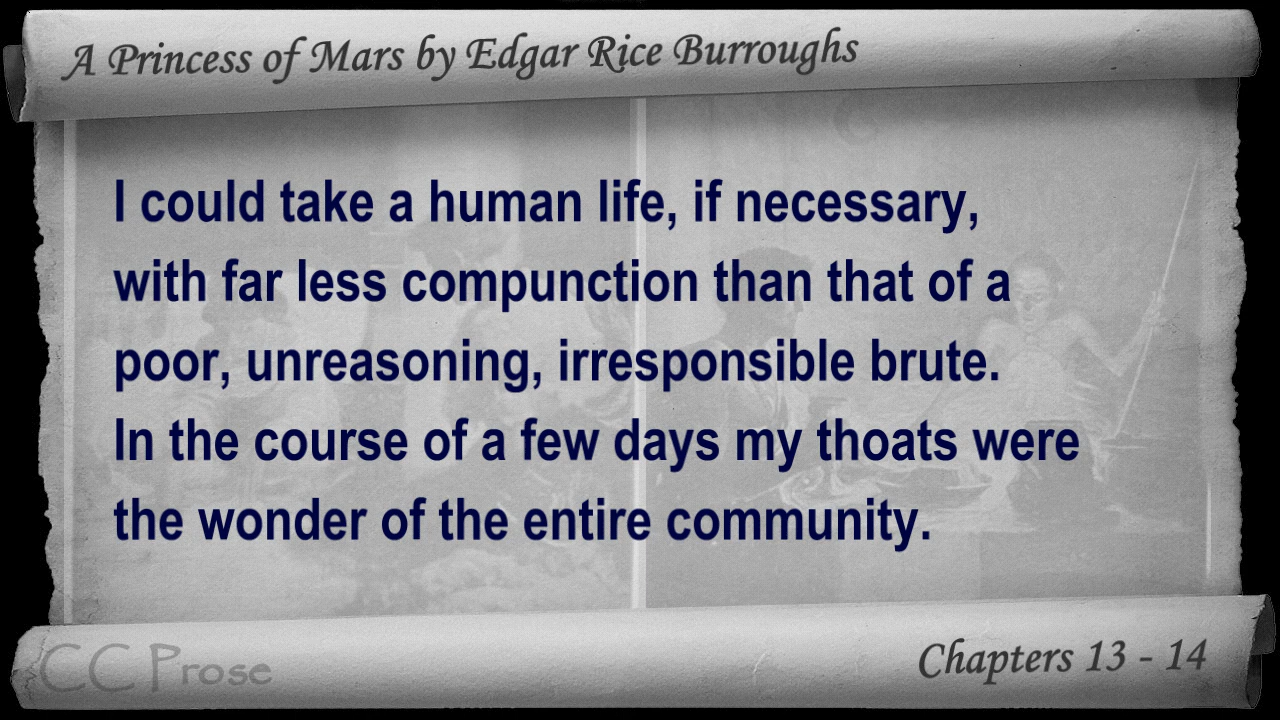 A Princess of Mars by Edgar Rice Burroughs
I could take a human life, if necessary,
with far less compunction than that of a
poor, unreasoning, irresponsible brute.
In the course of a few days my thoats were
the wonder of the entire community.
CC Prose
Chapters 13 - 14